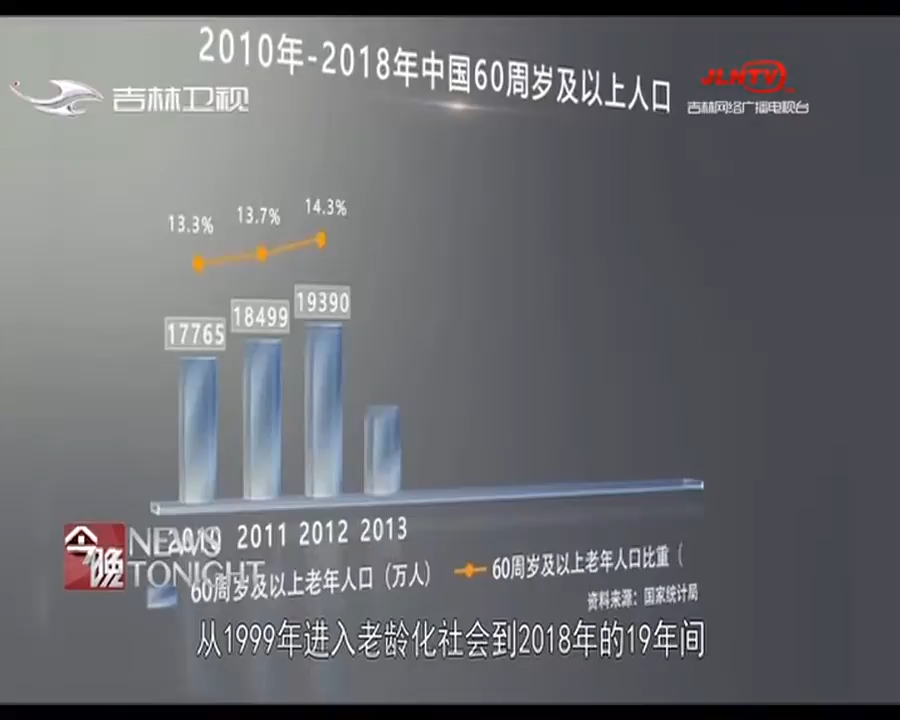 2010年-2018年中国60周岁及以上人口
吉林卫视
JLNTV
吉林网络广播电视台
13.3%
13.7%
14.3%
17765
18499
19390
2010 2011 2012 2013
今晚
NEWS
TONIGHT
60周岁及以上老年人口（万人）
60周岁及以上老年人口比重（
资料来源：国家统计局
从1999年进入老龄化社会到2018年的19年间